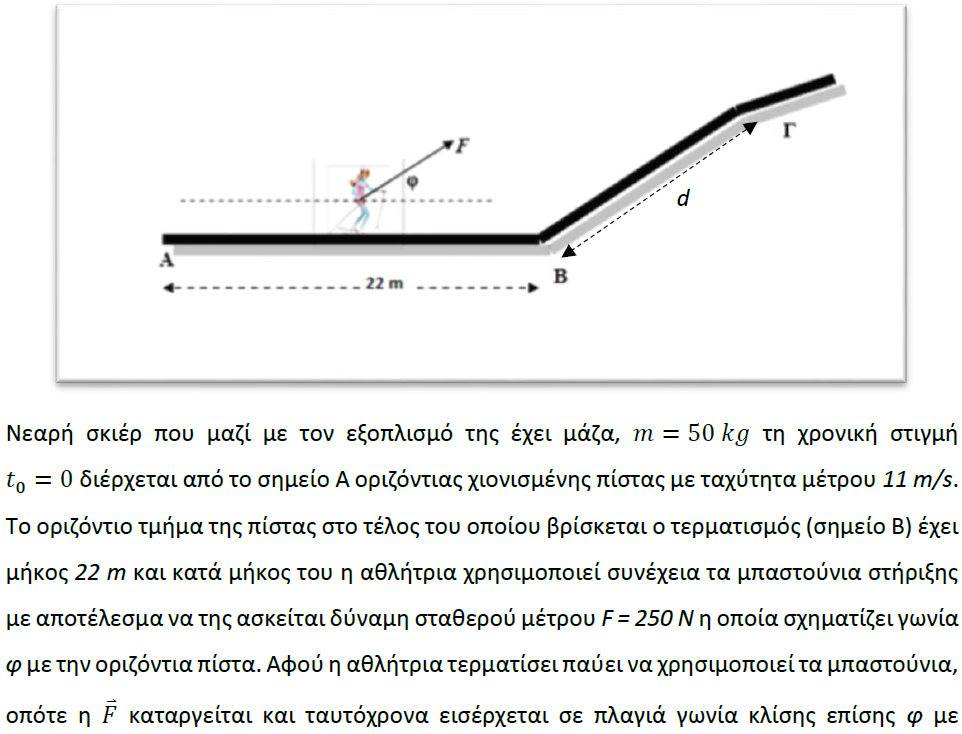 F
φ
Γ
d
A
B
22 m
Νεαρή σκιέρ που μαζί με τον εξοπλισμό της έχει μάζα, m = 50 kg τη χρονική στιγμή
t₀ = 0 διέρχεται από το σημείο Α οριζόντιας χιονισμένης πίστας με ταχύτητα μέτρου 11 m/s.
Το οριζόντιο τμήμα της πίστας στο τέλος του οποίου βρίσκεται ο τερματισμός (σημείο Β) έχει
μήκος 22 m και κατά μήκος του η αθλήτρια χρησιμοποιεί συνέχεια τα μπαστούνια στήριξης
με αποτέλεσμα να της ασκείται δύναμη σταθερού μέτρου F = 250 N η οποία σχηματίζει γωνία
φ με την οριζόντια πίστα. Αφού η αθλήτρια τερματίσει παύει να χρησιμοποιεί τα μπαστούνια,
οπότε η F⃗ καταργείται και ταυτόχρονα εισέρχεται σε πλαγιά γωνία κλίσης επίσης φ με